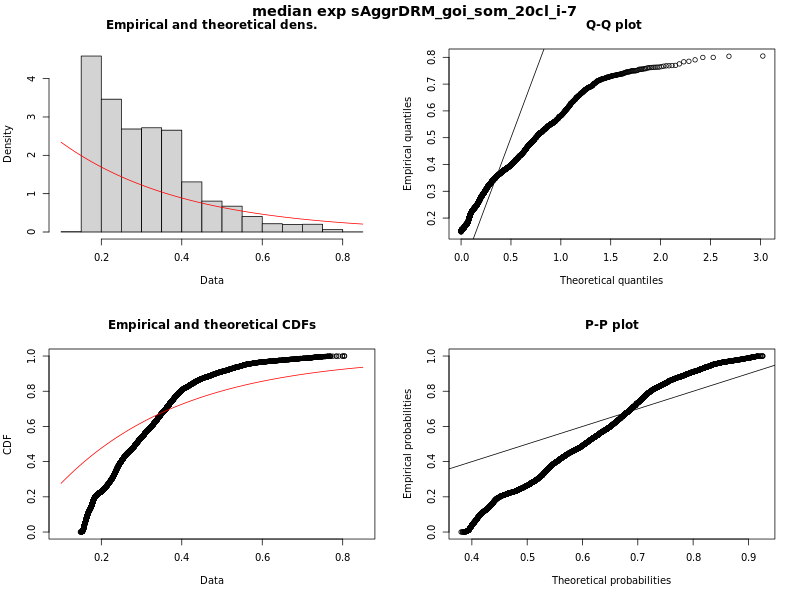 median exp sAggrDRM_goi_som_20cl_i-7
Empirical and theoretical dens.
Density
0 1 2 3 4
0.2 0.4 0.6 0.8
Data
Q-Q plot
Empirical quantiles
0.2 0.3 0.4 0.5 0.6 0.7 0.8
0.0 0.5 1.0 1.5 2.0 2.5 3.0
Theoretical quantiles
Empirical and theoretical CDFs
CDF
0.0 0.2 0.4 0.6 0.8 1.0
0.2 0.4 0.6 0.8
Data
P-P plot
Empirical probabilities
0.0 0.2 0.4 0.6 0.8 1.0
0.4 0.5 0.6 0.7 0.8 0.9
Theoretical probabilities